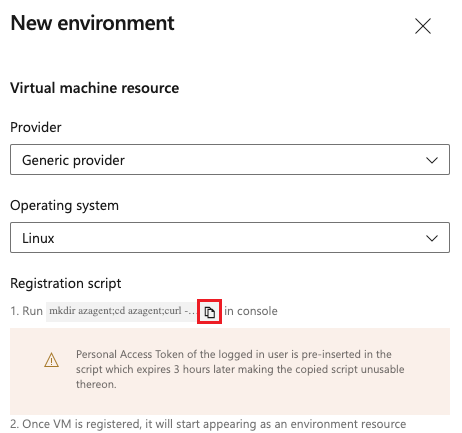 New environment
Virtual machine resource
Provider
Generic provider
Operating system
Linux
Registration script
1. Run mkdir azagent;cd azagent;curl -... in console
Personal Access Token of the logged in user is pre-inserted in the
script which expires 3 hours later making the copied script unusable
thereon.
2. Once VM is registered, it will start appearing as an environment resource